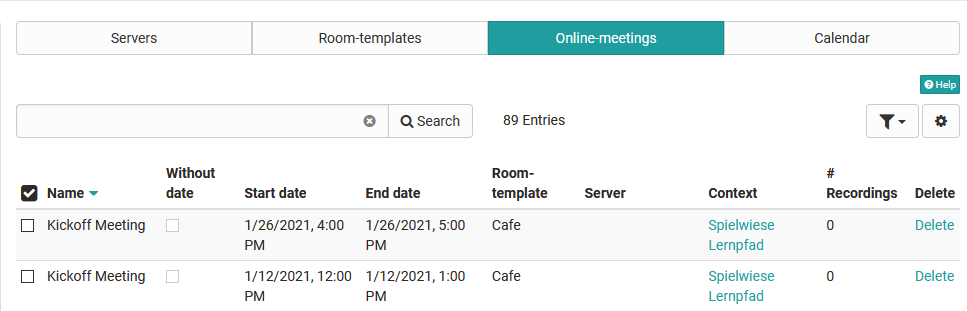 Servers Room-templates Online-meetings Calendar
Help
Search 89 Entries
Name Without date Start date End date Room-template Server Context # Recordings Delete
Kickoff Meeting 1/26/2021, 4:00 PM 1/26/2021, 5:00 PM Cafe Spielwiese Lernpfad 0 Delete
Kickoff Meeting 1/12/2021, 12:00 PM 1/12/2021, 1:00 PM Cafe Spielwiese Lernpfad 0 Delete